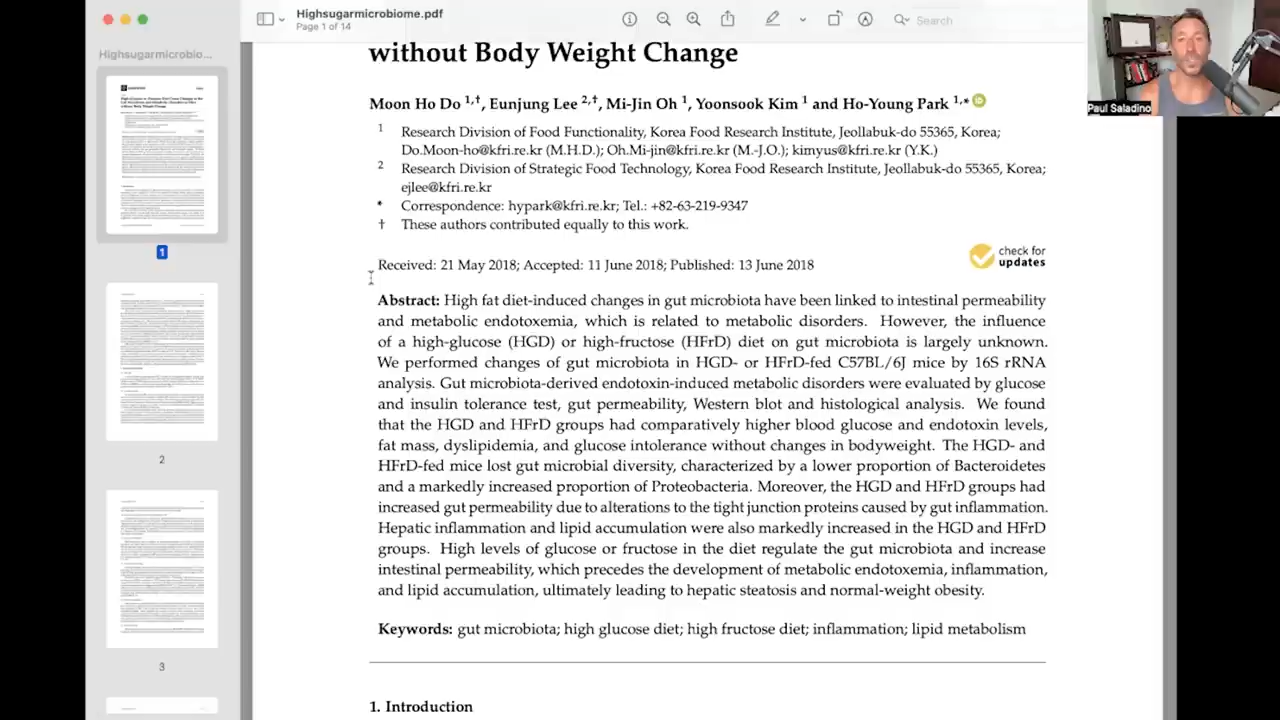 Highsugarmicrobiome.pdf
Page 1 of 14
Search
Highsugarmicrobio...
1
2
3
Paul Saladino
without Body Weight Change
Moon Ho Do 1,†, Eunjung Lee 2,†, Mi-Jin Oh 1, Yoonsook Kim 1 and Ho-Young Park 1,* iD
1 Research Division of Food Functionality, Korea Food Research Institute, Jeollabuk-do 55365, Korea;
Do.Moon-ho@kfri.re.kr (M.H.D.); Oh.Mi-jin@kfri.re.kr (M.-J.O.); kimyus@kfri.re.kr (Y.K.)
2 Research Division of Strategic Food Technology, Korea Food Research Institute, Jeollabuk-do 55365, Korea;
ejlee@kfri.re.kr
* Correspondence: hypark@kfri.re.kr; Tel.: +82-63-219-9347
† These authors contributed equally to this work.
check for
updates
Received: 21 May 2018; Accepted: 11 June 2018; Published: 13 June 2018
Abstract: High fat diet-induced changes in gut microbiota have been linked to intestinal permeability
and metabolic endotoxemia, which is related to metabolic disorders. However, the influence
of a high-glucose (HGD) or high-fructose (HFrD) diet on gut microbiota is largely unknown.
We performed changes of gut microbiota in HGD- or HFrD-fed C57BL/6J mice by 16S rRNA
analysis. Gut microbiota-derived endotoxin-induced metabolic disorders were evaluated by glucose
and insulin tolerance test, gut permeability, Western blot and histological analysis. We found
that the HGD and HFrD groups had comparatively higher blood glucose and endotoxin levels,
fat mass, dyslipidemia, and glucose intolerance without changes in bodyweight. The HGD- and
HFrD-fed mice lost gut microbial diversity, characterized by a lower proportion of Bacteroidetes
and a markedly increased proportion of Proteobacteria. Moreover, the HGD and HFrD groups had
increased gut permeability due to alterations to the tight junction proteins caused by gut inflammation.
Hepatic inflammation and lipid accumulation were also markedly increased in the HGD and HFrD
groups. High levels of glucose or fructose in the diet regulate the gut microbiota and increase
intestinal permeability, which precedes the development of metabolic endotoxemia, inflammation,
and lipid accumulation, ultimately leading to hepatic steatosis and normal-weight obesity.
Keywords: gut microbiota; high glucose diet; high fructose diet; inflammation; lipid metabolism
1. Introduction